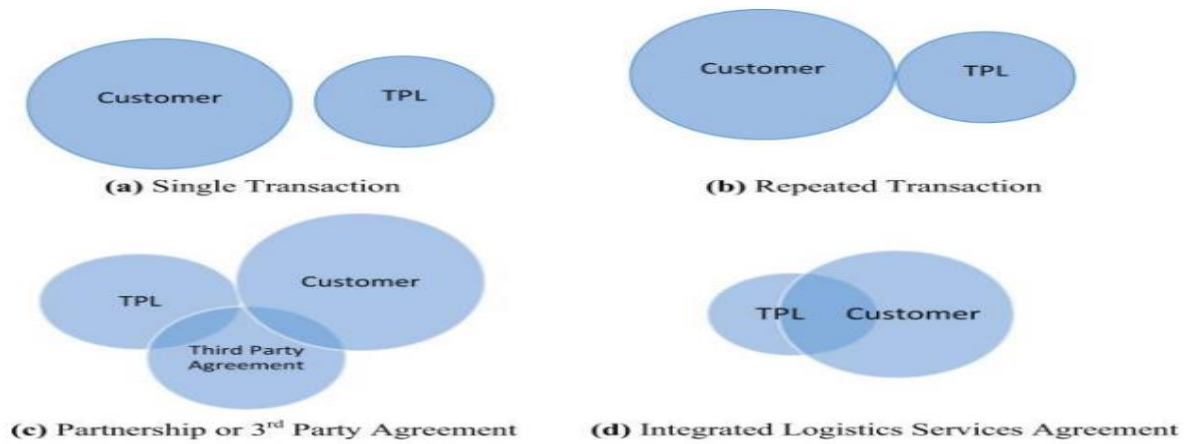 Customer
TPL
(a) Single Transaction
Customer
TPL
(b) Repeated Transaction
TPL
Customer
Third Party
Agreement
(c) Partnership or 3rd Party Agreement
TPL
Customer
(d) Integrated Logistics Services Agreement